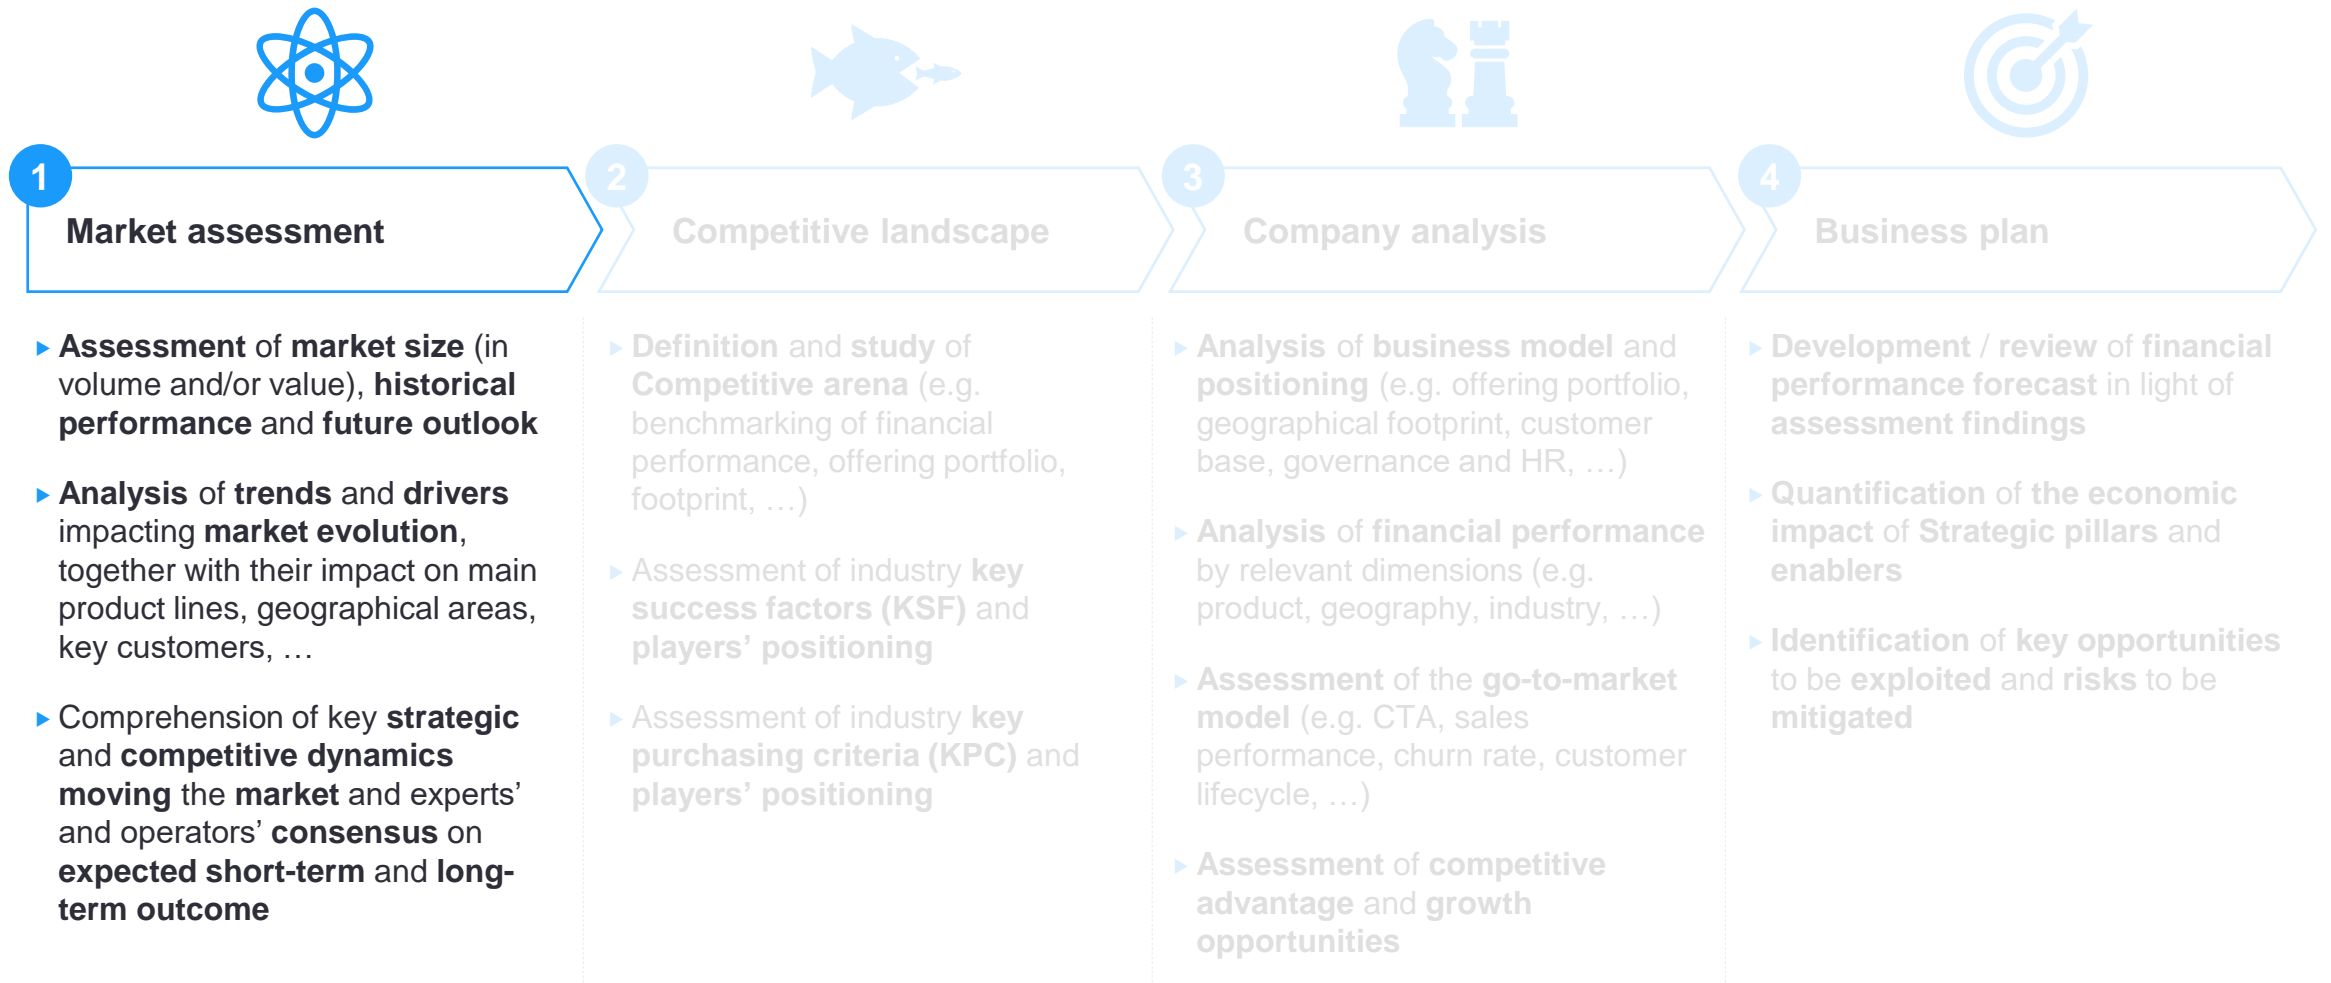 1
Market assessment
Assessment of market size (in
volume and/or value), historical
performance and future outlook
Analysis of trends and drivers
impacting market evolution,
together with their impact on main
product lines, geographical areas,
key customers, …
Comprehension of key strategic
and competitive dynamics
moving the market and experts’
and operators’ consensus on
expected short-term and long-
term outcome
2
Competitive landscape
Definition and study of
Competitive arena (e.g.
benchmarking of financial
performance, offering portfolio,
footprint, …)
Assessment of industry key
success factors (KSF) and
players’ positioning
Assessment of industry key
purchasing criteria (KPC) and
players’ positioning
3
Company analysis
Analysis of business model and
positioning (e.g. offering portfolio,
geographical footprint, customer
base, governance and HR, …)
Analysis of financial performance
by relevant dimensions (e.g.
product, geography, industry, …)
Assessment of the go-to-market
model (e.g. CTA, sales
performance, churn rate, customer
lifecycle, …)
Assessment of competitive
advantage and growth
opportunities
4
Business plan
Development / review of financial
performance forecast in light of
assessment findings
Quantification of the economic
impact of Strategic pillars and
enablers
Identification of key opportunities
to be exploited and risks to be
mitigated